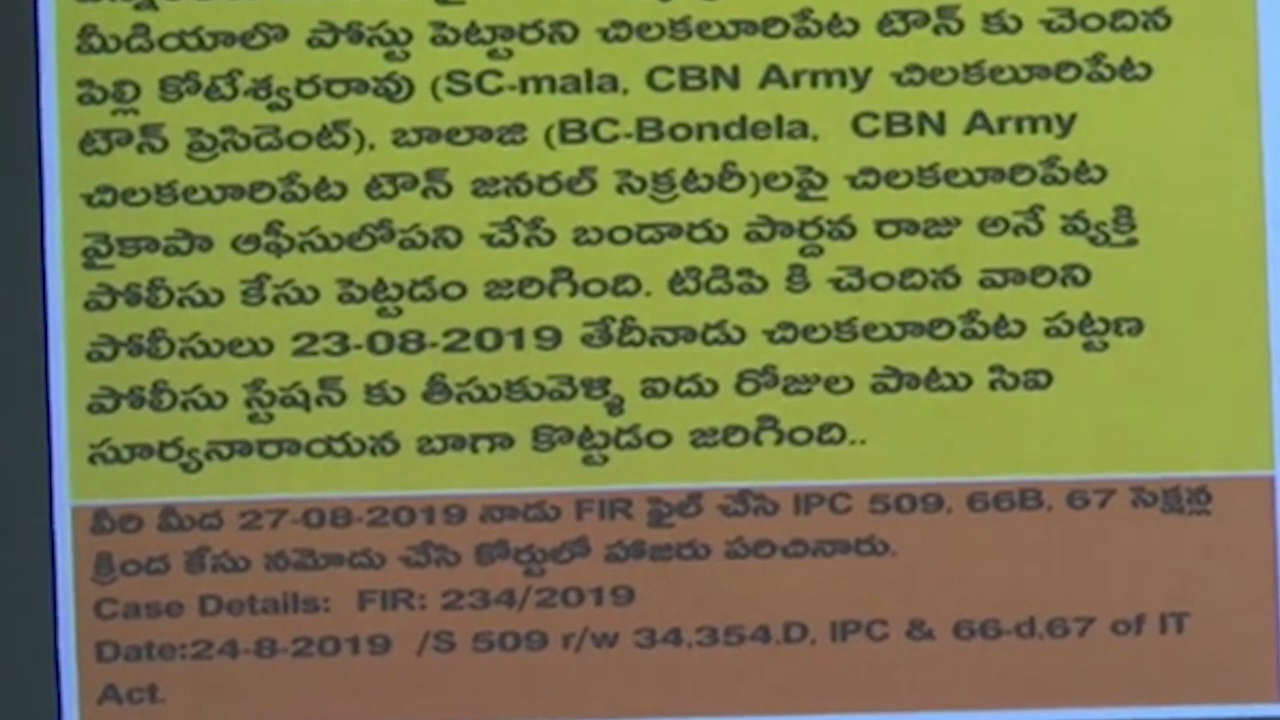 మీడియాలొ పోస్టు పెట్టారని చిలకలూరిపేట టౌన్ కు చెందిన
పెల్లి కోటేశ్వరరావు (SC-mala, CBN Army చిలకలూరిపేట
టౌన్ ప్రెసిడెంట్), బాలాజి (BC-Bondela, CBN Army
చిలకలూరిపేట టౌన్ జనరల్ సెక్రటరీ)లపై చిలకలూరిపేట
వైకాపా ఆఫీసులోపని చేసే బండారు పార్దవ రాజు అనే వ్యక్తి
పోలీసు కేసు పెట్టడం జరిగింది. టిడిపి కి చెందిన వారిని
పోలీసులు 23-08-2019 తేదీనాడు చిలకలూరిపేట పట్టణ
పోలీసు స్టేషన్ కు తీసుకువెళ్ళి ఐదు రోజుల పాటు సిఐ
సూర్యనారాయన బాగా కొట్టడం జరిగింది..
వీరి మీద 27-08-2019 నాడు FIR ఫైల్ చేసి IPC 509, 66B, 67 సెక్షన్ల
క్రింద కేసు నమోదు చేసి కోర్టులో హాజరు పరిచినారు.
Case Details: FIR: 234/2019
Date:24-8-2019 /S 509 r/w 34,354.D, IPC & 66-d,67 of IT
Act.